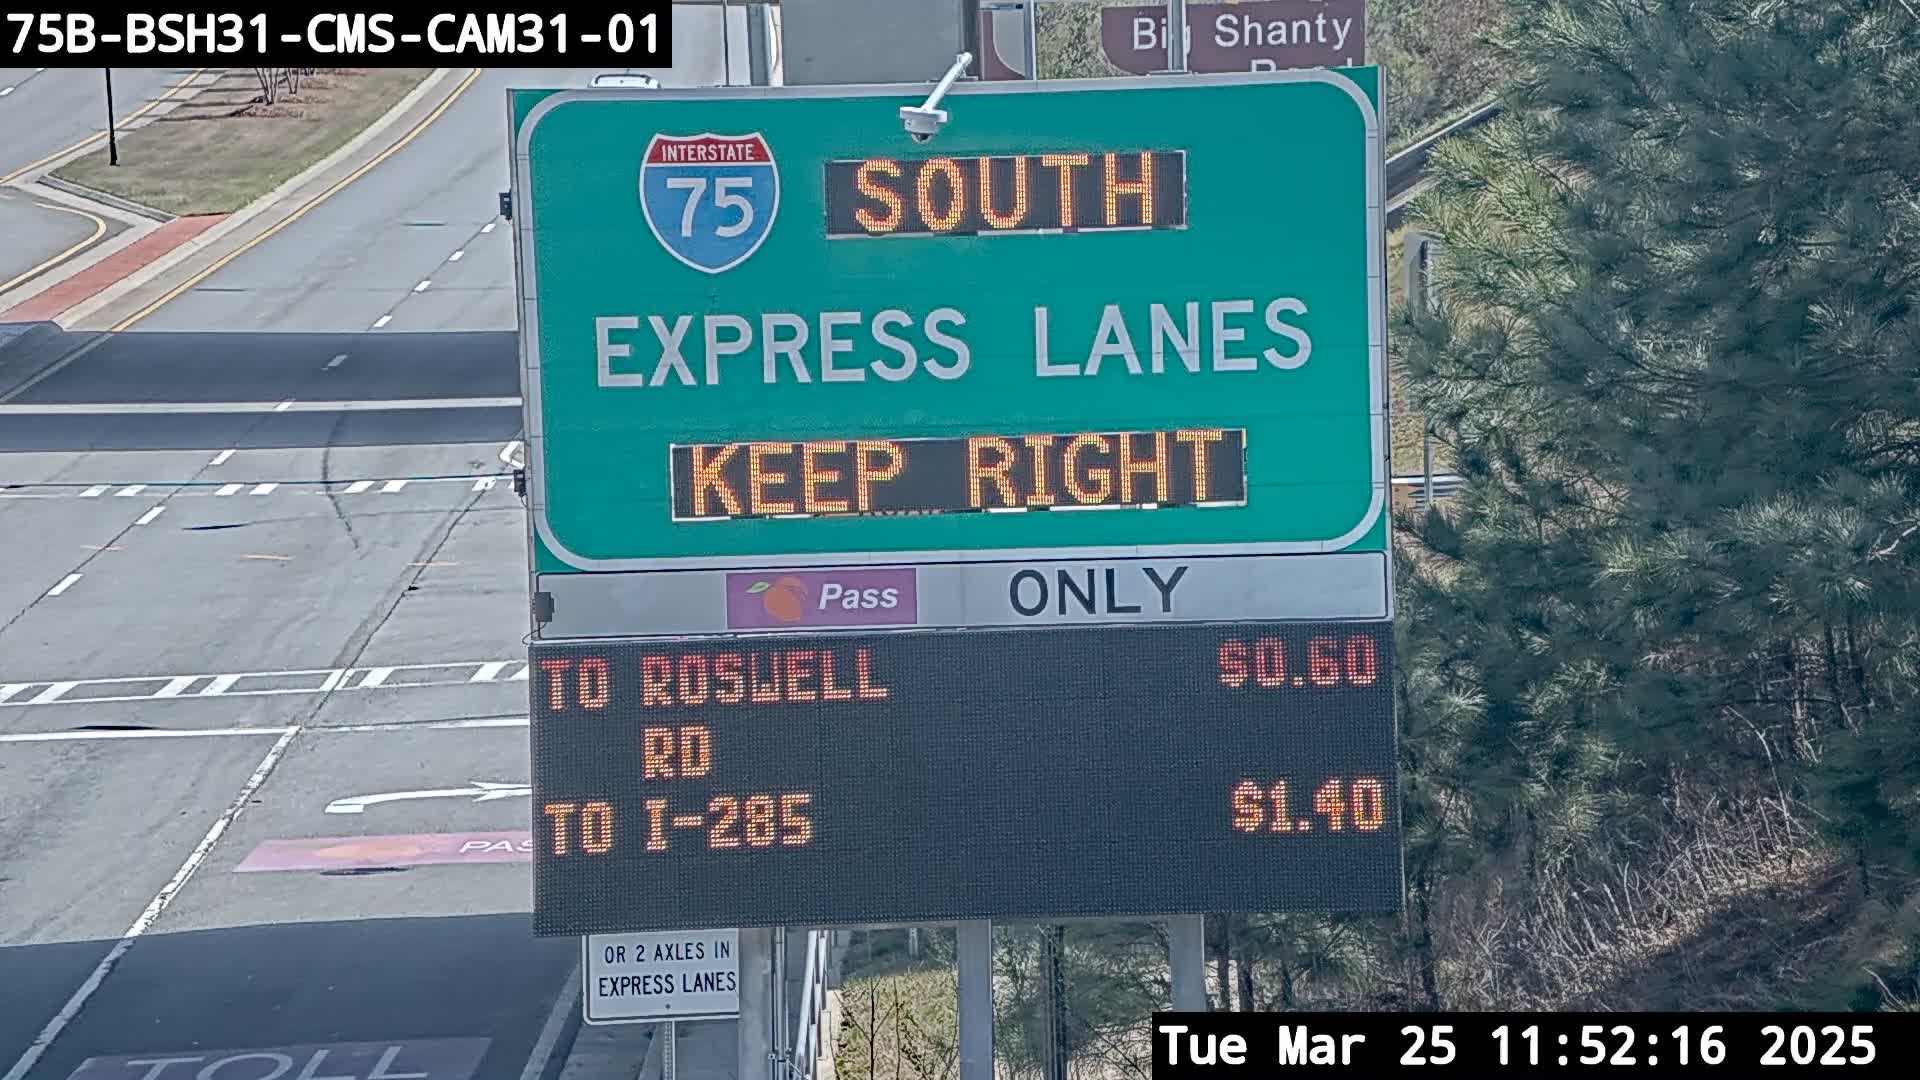 75B-BSH31-CMS-CAM31-01
Big Shanty
Road
INTERSTATE
75
SOUTH
EXPRESS LANES
KEEP RIGHT
Pass
ONLY
TO ROSWELL $0.60
RD
TO I-285 $1.40
PAS
OR 2 AXLES IN
EXPRESS LANES
TOLL
Tue Mar 25 11:52:16 2025